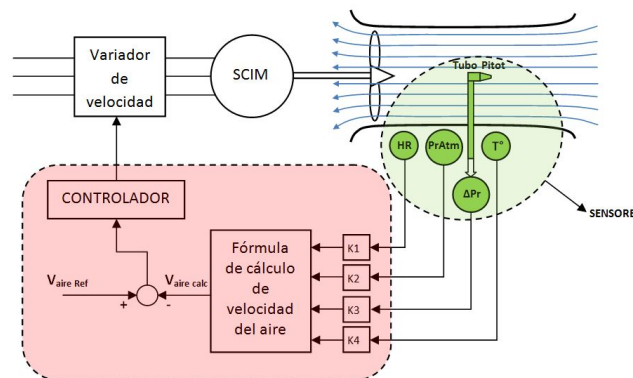 Variador
de
velocidad
SCIM
Tubo Pitot
HR
PrAtm
T°
ΔPr
SENSORE
CONTROLADOR
Fórmula
de cálculo
de
velocidad
del aire
K1
K2
K3
K4
Vaire Ref
+
-
Vaire calc